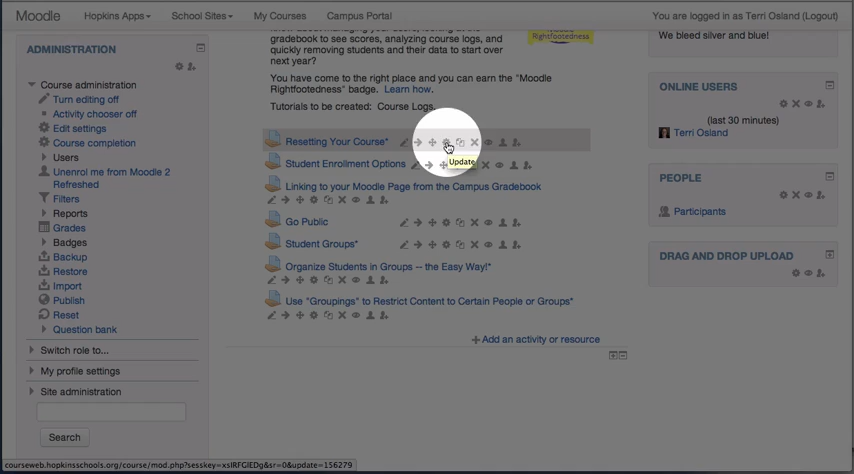 Moodle Hopkins Apps School Sites My Courses Campus Portal You are logged in as Terri Osland (Logout)
ADMINISTRATION
Course administration
Turn editing off
Activity chooser off
Edit settings
Course completion
Users
Unenrol me from Moodle 2
Refreshed
Filters
Reports
Grades
Badges
Backup
Restore
Import
Publish
Reset
Question bank
Switch role to...
My profile settings
Site administration
Search
gradebook to see scores, analyzing course logs, and
quickly removing students and their data to start over
next year?
You have come to the right place and you can earn the "Moodle
Rightfootedness" badge. Learn how.
Tutorials to be created: Course Logs,
Rightfootedness
Resetting Your Course*
Update
Student Enrollment Options
Linking to your Moodle Page from the Campus Gradebook
Go Public
Student Groups*
Organize Students in Groups -- the Easy Way!*
Use "Groupings" to Restrict Content to Certain People or Groups*
Add an activity or resource
We bleed silver and blue!
ONLINE USERS
(last 30 minutes)
Terri Osland
PEOPLE
Participants
DRAG AND DROP UPLOAD
courseweb.hopkinsschools.org/course/mod.php?sesskey=xsIRFGlEDg&sr=0&update=156279